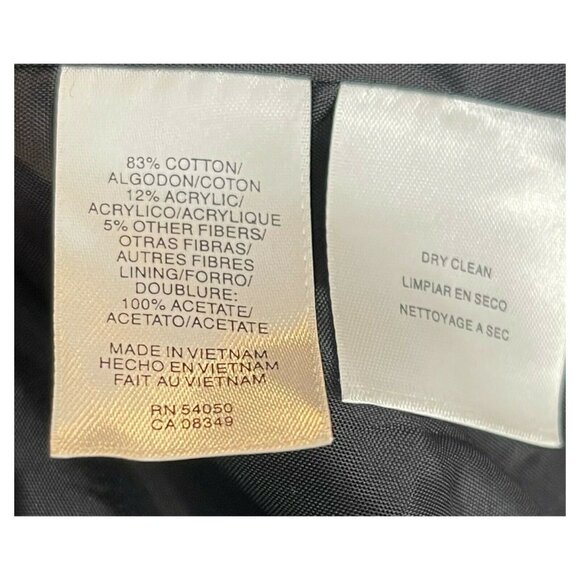 83% COTTON/
ALGODON/COTON
12% ACRYLIC/
ACRYLICO/ACRYLIQUE
5% OTHER FIBERS/
OTRAS FIBRAS/
AUTRES FIBRES
LINING/FORRO/
DOUBLURE:
100% ACETATE/
ACETATO/ACETATE
MADE IN VIETNAM
HECHO EN VIETNAM
FAIT AU VIETNAM
RN 54050
CA 08349
DRY CLEAN
LIMPIAR EN SECO
NETTOYAGE A SEC